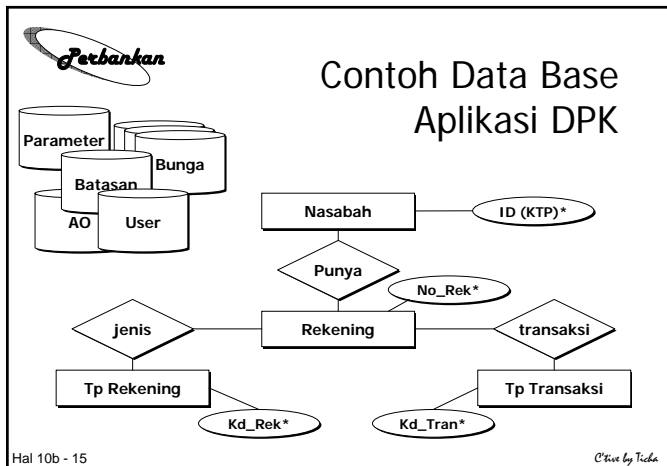 Perbankan
Contoh Data Base
Aplikasi DPK
Parameter
Bunga
Batasan
AO
User
Nasabah
ID (KTP)*
Punya
No_Rek*
jenis
Rekening
transaksi
Tp Rekening
Tp Transaksi
Kd_Rek*
Kd_Tran*
Hal 10b - 15
C'tive by Ticha